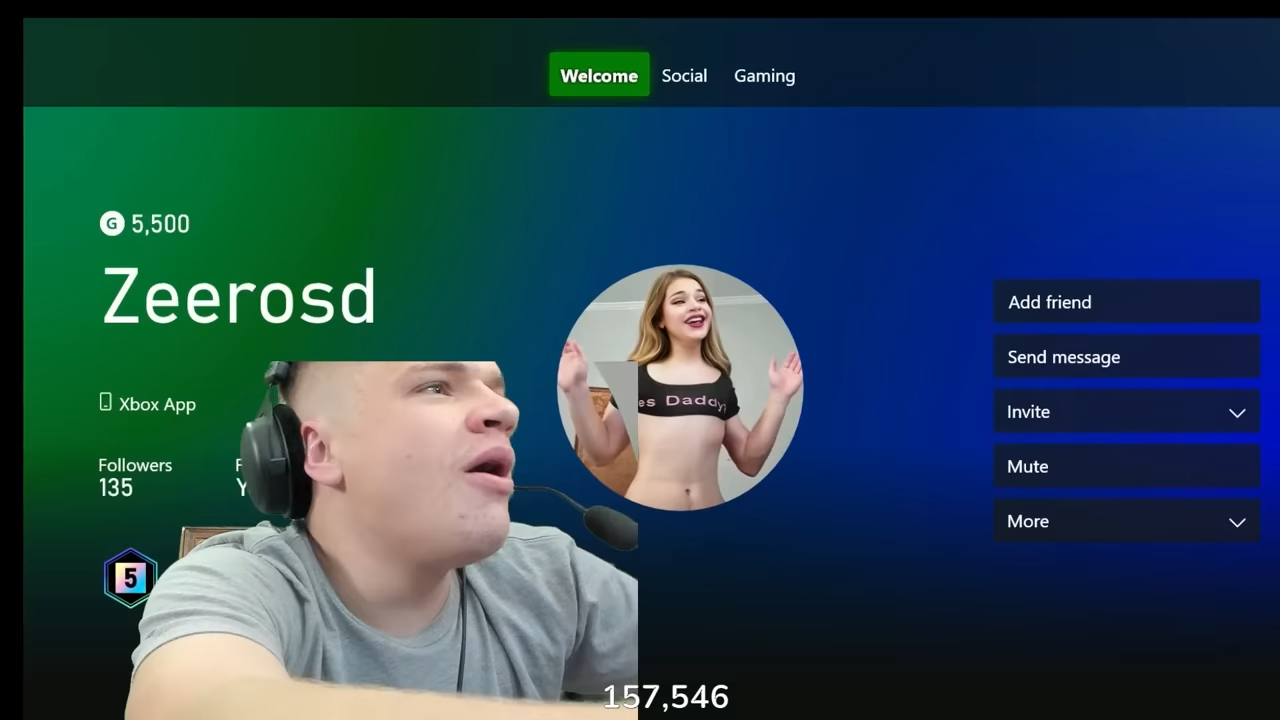 Welcome Social Gaming
G 5,500
Zeerosd
Xbox App
Followers
135
5
es Daddy?
Add friend
Send message
Invite
Mute
More
157,546